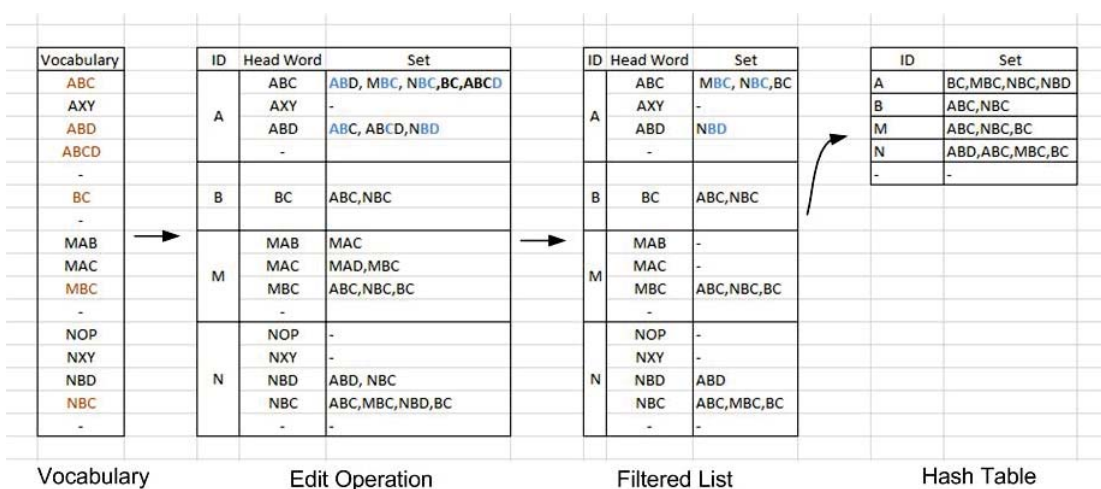 Vocabulary
ABC
AXY
ABD
ABCD
-
BC
-
MAB
MAC
MBC
-
NOP
NXY
NBD
NBC
-
Vocabulary
ID Head Word Set
A
ABC ABD, MBC, NBC,BC,ABCD
AXY -
ABD ABC, ABCD,NBD
-
B BC ABC,NBC
M
MAB MAC
MAC MAD,MBC
MBC ABC,NBC,BC
-
N
NOP -
NXY -
NBD ABD, NBC
NBC ABC,MBC,NBD,BC
- -
Edit Operation
ID Head Word Set
A
ABC MBC, NBC,BC
AXY -
ABD NBD
-
B BC ABC,NBC
M
MAB -
MAC -
MBC ABC,NBC,BC
-
N
NOP -
NXY -
NBD ABD
NBC ABC,MBC,BC
- -
Filtered List
ID Set
A BC,MBC,NBC,NBD
B ABC,NBC
M ABC,NBC,BC
N ABD,ABC,MBC,BC
- -
Hash Table